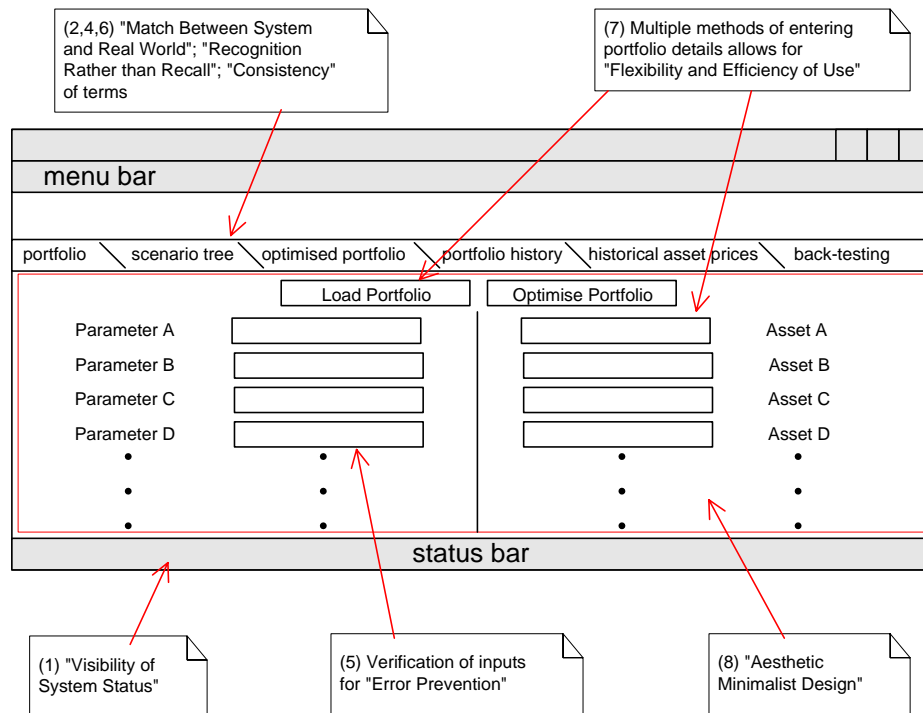 (2,4,6) "Match Between System
and Real World"; "Recognition
Rather than Recall"; "Consistency"
of terms
(7) Multiple methods of entering
portfolio details allows for
"Flexibility and Efficiency of Use"
menu bar
portfolio scenario tree optimised portfolio portfolio history historical asset prices back-testing
Load Portfolio Optimise Portfolio
Parameter A Asset A
Parameter B Asset B
Parameter C Asset C
Parameter D Asset D
status bar
(1) "Visibility of
System Status"
(5) Verification of inputs
for "Error Prevention"
(8) "Aesthetic
Minimalist Design"